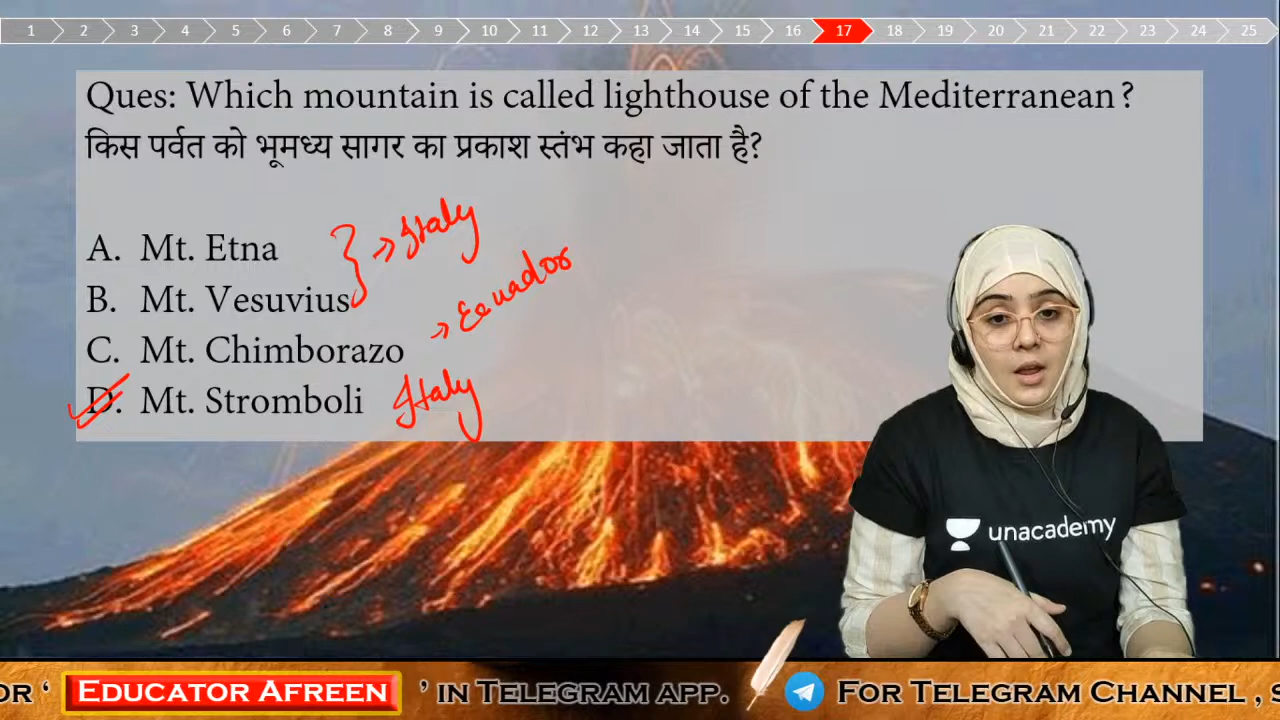 1 2 3 4 5 6 7 8 9 10 11 12 13 14 15 16 17 18 19 20 21 22 23 24 25
Ques: Which mountain is called lighthouse of the Mediterranean?
किस पर्वत को भूमध्य सागर का प्रकाश स्तंभ कहा जाता है?
A. Mt. Etna
Italy
B. Mt. Vesuvius
Ecuador
C. Mt. Chimborazo
D. Mt. Stromboli Italy
unacademy
OR ‘ EDUCATOR AFREEN ’ IN TELEGRAM APP. FOR TELEGRAM CHANNEL , S